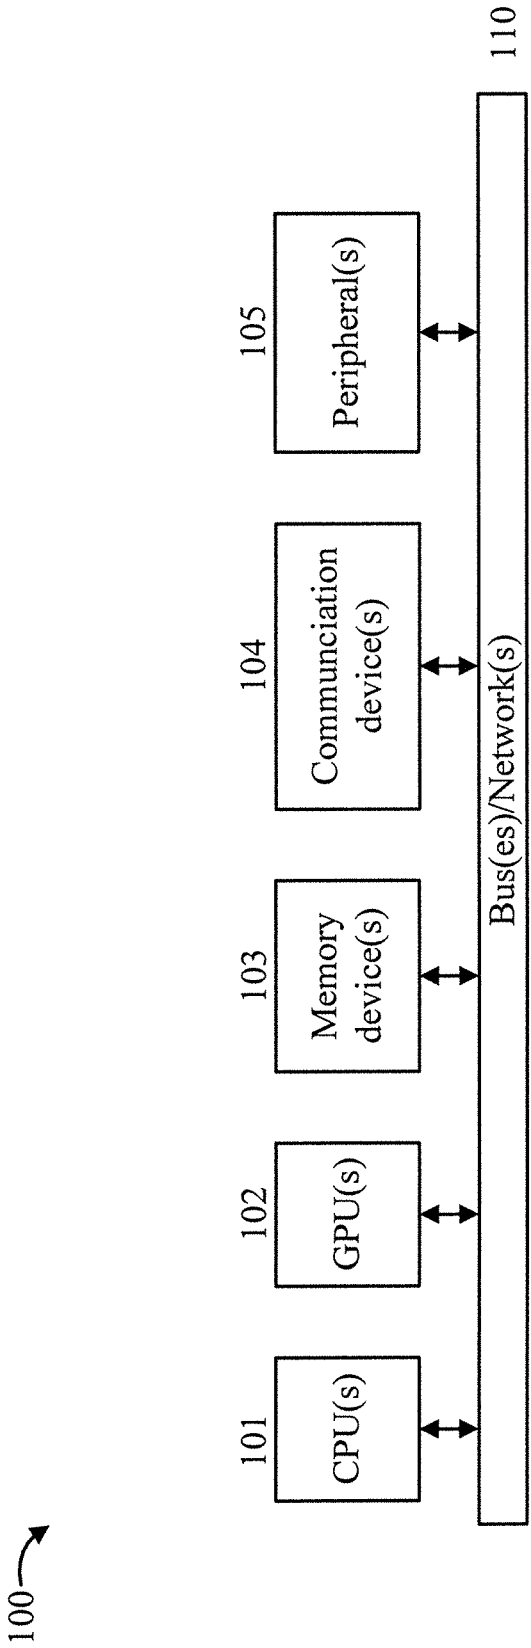 100
101
CPU(s)
102
GPU(s)
103
Memory
device(s)
104
Communciation
device(s)
105
Peripheral(s)
Bus(es)/Network(s)
110